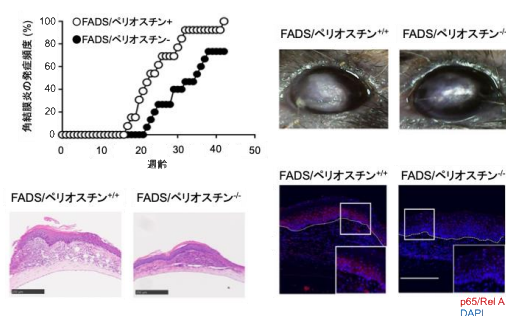 FADS/ペリオスチン+
FADS/ペリオスチン-
角結膜炎の発症頻度 (%)
100
80
60
40
20
0
0
10
20
30
40
50
週齢
FADS/ペリオスチン+/+
FADS/ペリオスチン-/-
FADS/ペリオスチン+/+
FADS/ペリオスチン-/-
FADS/ペリオスチン+/+
FADS/ペリオスチン-/-
p65/Rel A
DAPI